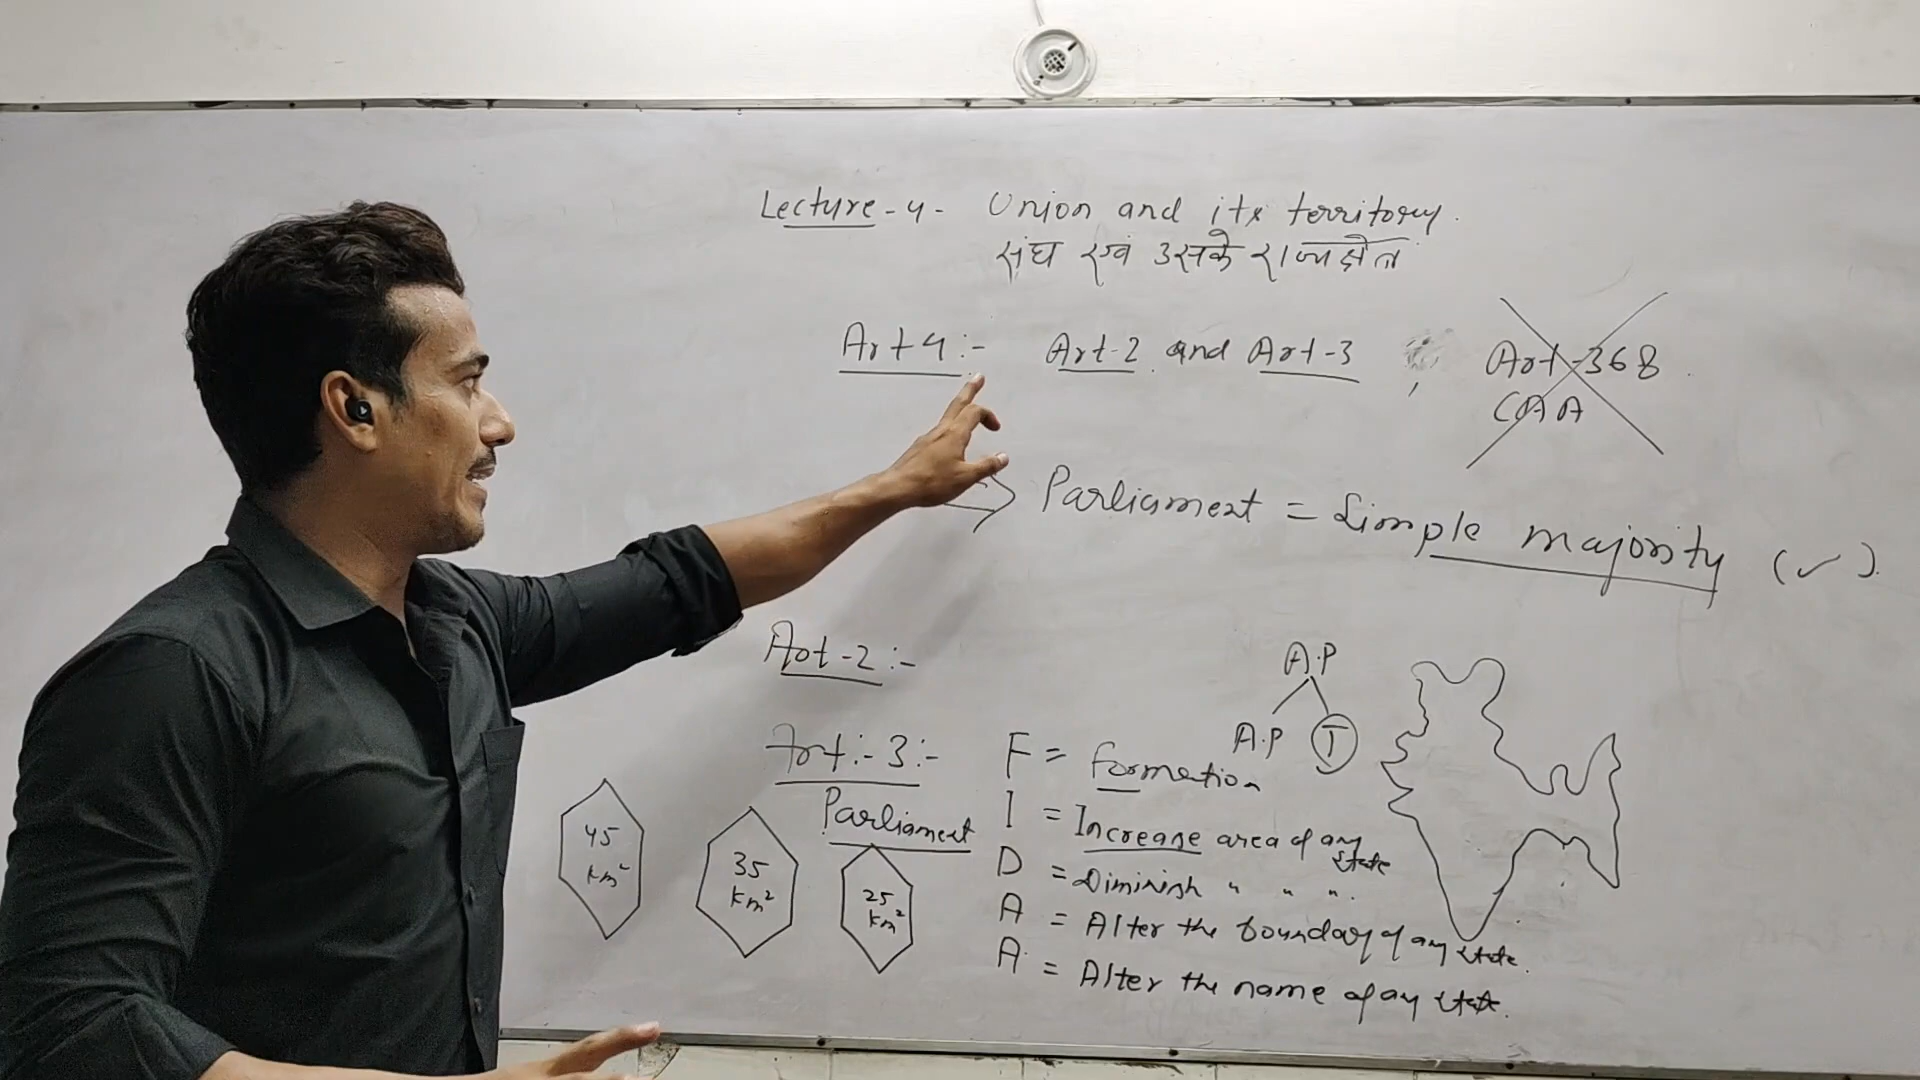 Lecture-4- Union and its territory.
संघ एवं उसके राज्यक्षेत्र
Art 4:- Art-2 and Art-3 , Art-368
CAA
Parliament = Simple majority (✓).
Art-2:-
A.P
A.P T
Art:-3:- F = formation
Parliament I = Increase area of any state
D = Diminish " " ".
A = Alter the boundary of any state.
A = Alter the name of any state.
45 km²
35 km²
25 km²